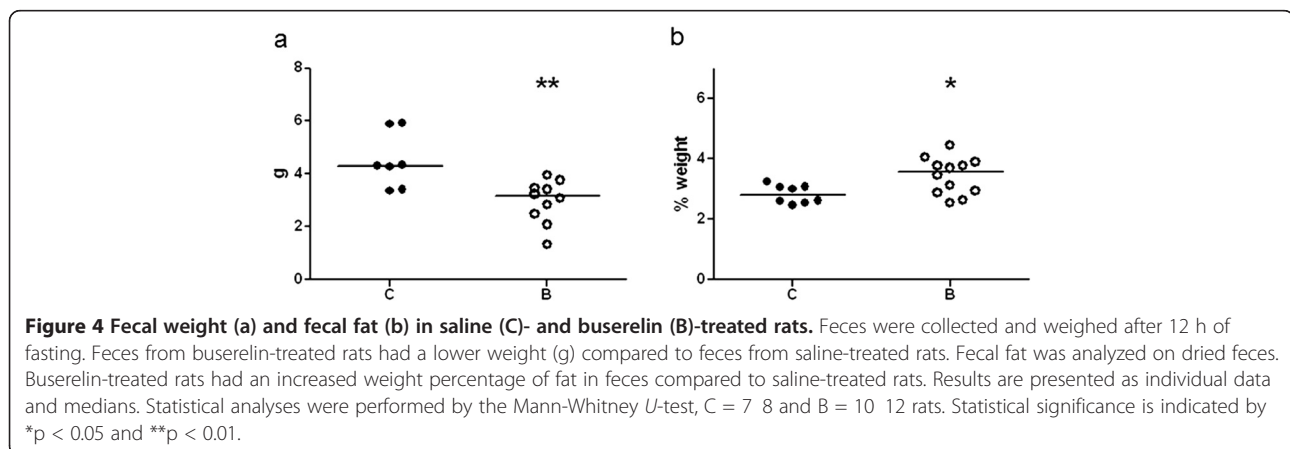 a
b
8
6
4
2
0
g
**
C
B
6
4
2
0
% weight
*
C
B
Figure 4 Fecal weight (a) and fecal fat (b) in saline (C)- and buserelin (B)-treated rats. Feces were collected and weighed after 12 h of
fasting. Feces from buserelin-treated rats had a lower weight (g) compared to feces from saline-treated rats. Fecal fat was analyzed on dried feces.
Buserelin-treated rats had an increased weight percentage of fat in feces compared to saline-treated rats. Results are presented as individual data
and medians. Statistical analyses were performed by the Mann-Whitney U-test, C = 7 8 and B = 10 12 rats. Statistical significance is indicated by
*p < 0.05 and **p < 0.01.